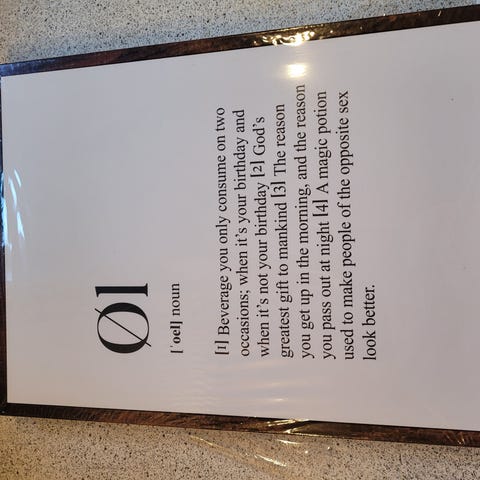 Øl
[ˈoel] noun
[1] Beverage you only consume on two
occasions; when it's your birthday and
when it's not your birthday [2] God's
greatest gift to mankind [3] The reason
you get up in the morning, and the reason
you pass out at night [4] A magic potion
used to make people of the opposite sex
look better.